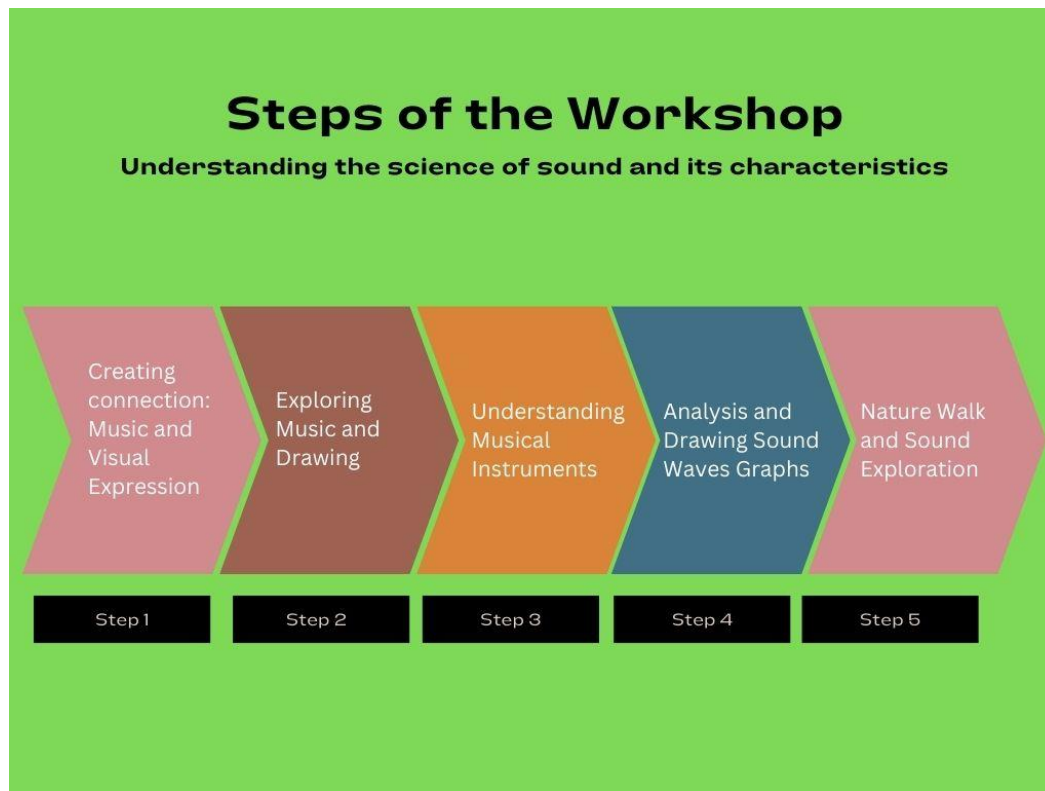 Steps of the Workshop
Understanding the science of sound and its characteristics
Creating
connection:
Music and
Visual
Expression
Exploring
Music and
Drawing
Understanding
Musical
Instruments
Analysis and
Drawing Sound
Waves Graphs
Nature Walk
and Sound
Exploration
Step 1
Step 2
Step 3
Step 4
Step 5